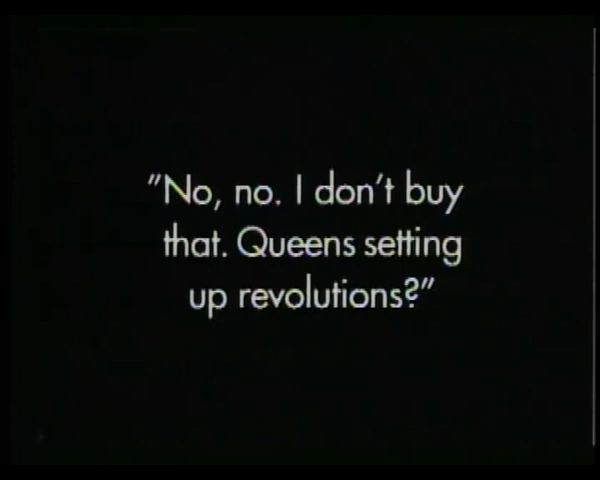 "No, no. I don't buy
that. Queens setting
up revolutions?"